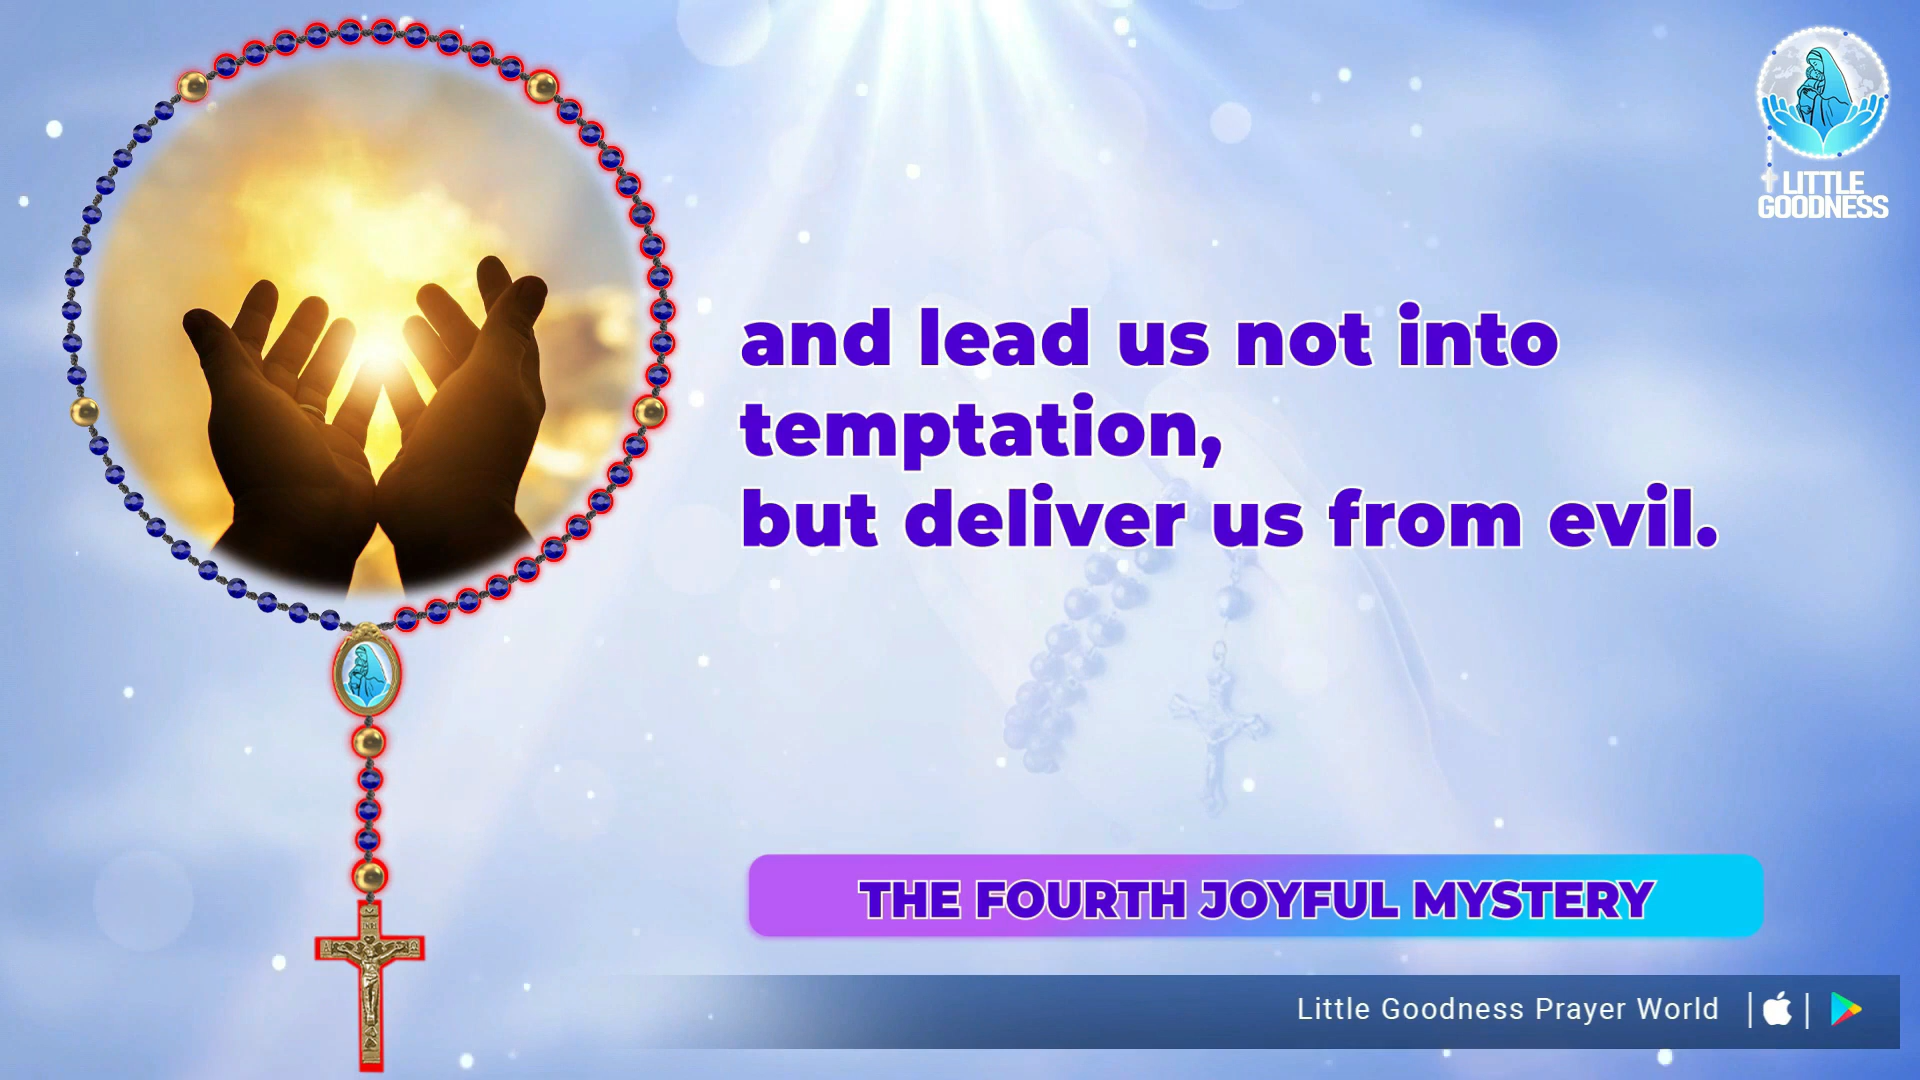 LITTLE
GOODNESS
and lead us not into
temptation,
but deliver us from evil.
THE FOURTH JOYFUL MYSTERY
Little Goodness Prayer World